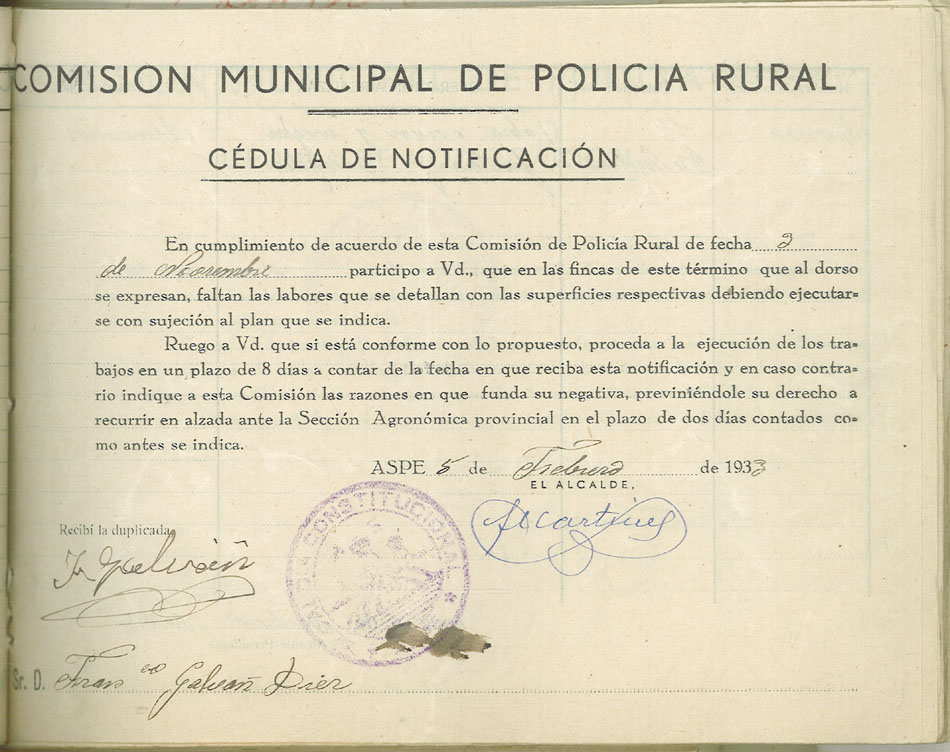 COMISION MUNICIPAL DE POLICIA RURAL
CÉDULA DE NOTIFICACIÓN
En cumplimiento de acuerdo de esta Comisión de Policía Rural de fecha 3
de Noviembre participo a Vd., que en las fincas de este término que al dorso
se expresan, faltan las labores que se detallan con las superficies respectivas debiendo ejecutar=
se con sujeción al plan que se indica.
Ruego a Vd. que si está conforme con lo propuesto, proceda a la ejecución de los tra=
bajos en un plazo de 8 días a contar de la fecha en que reciba esta notificación y en caso contra=
rio indique a esta Comisión las razones en que funda su negativa, previniéndole su derecho a
recurrir en alzada ante la Sección Agronómica provincial en el plazo de dos días contados co=
mo antes se indica.
ASPE 5 de Febrero de 1933
EL ALCALDE,
Recibí la duplicada
CONSTITUCIONAL
Sr. D. Fran co Galvañ Dier